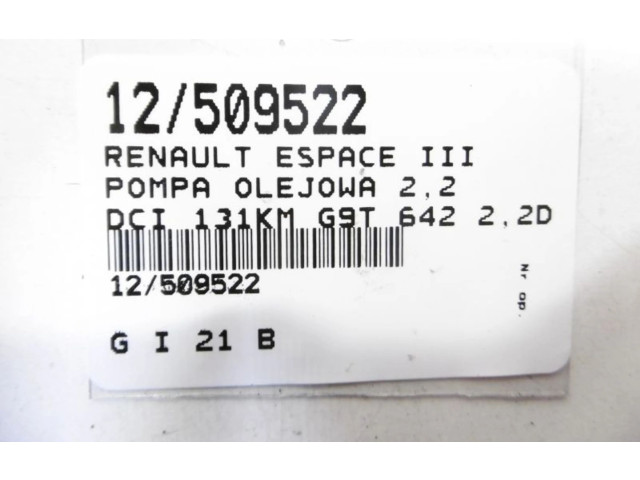 12/509522
RENAULT ESPACE III
POMPA OLEJOWA 2,2
DCI 131KM G9T 642 2,2D
12/509522
Nr op.
G I 21 B